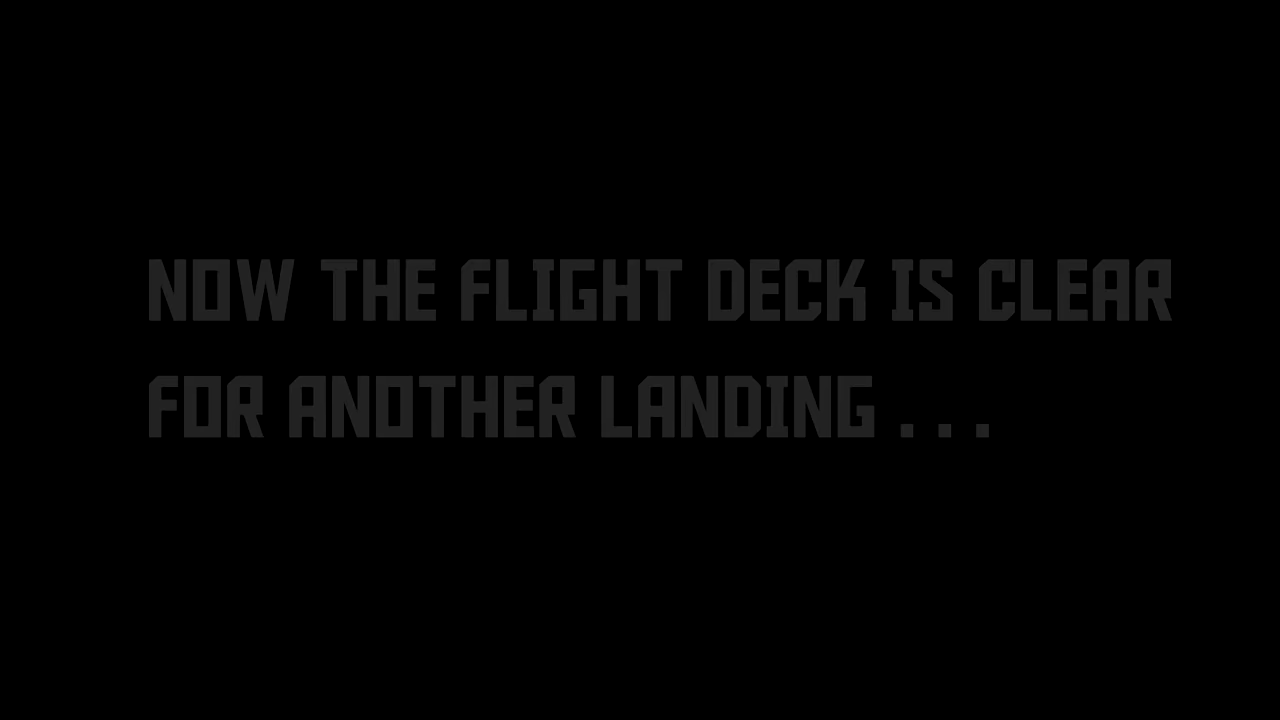 NOW THE FLIGHT DECK IS CLEAR
FOR ANOTHER LANDING . . .